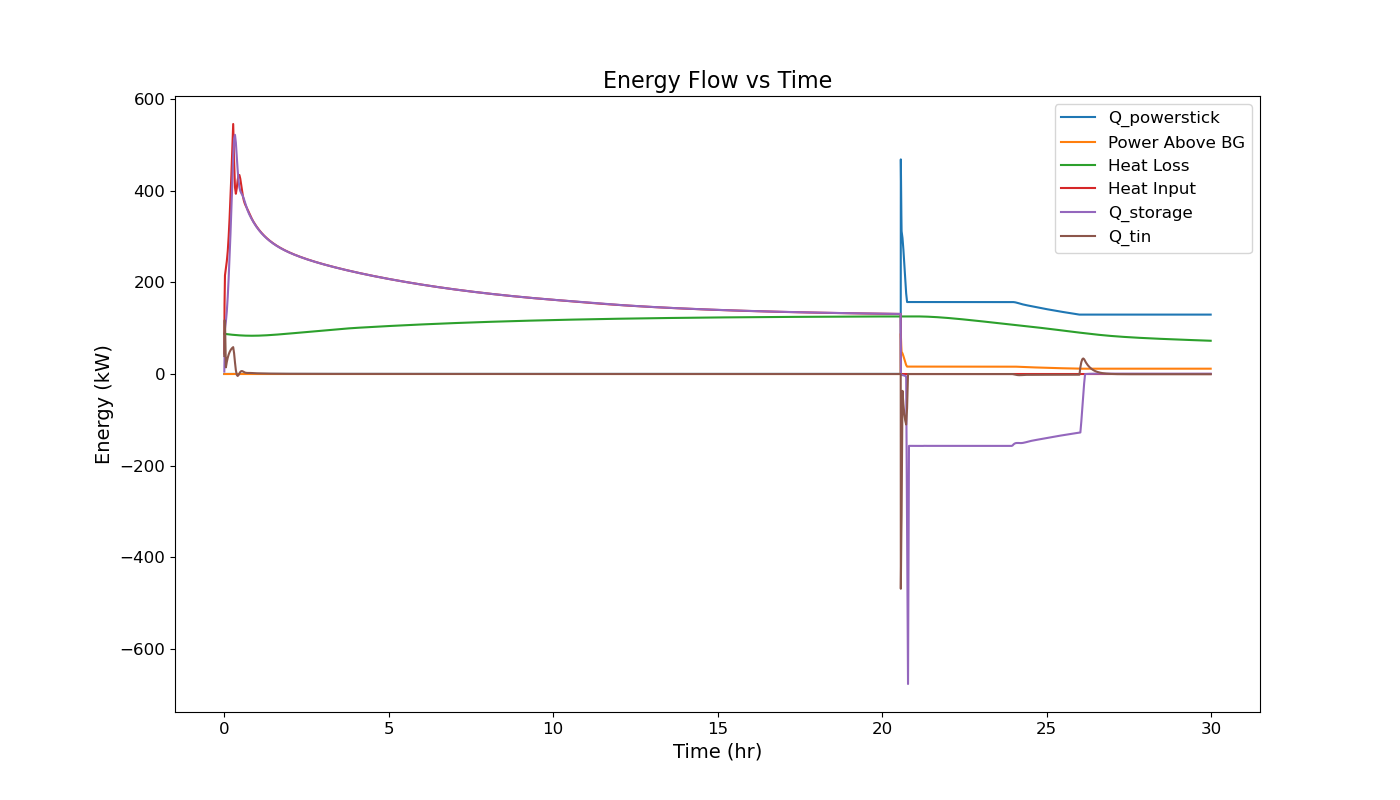 Energy Flow vs Time
Energy (kW)
600
400
200
0
−200
−400
−600
Q_powerstick
Power Above BG
Heat Loss
Heat Input
Q_storage
Q_tin
0 5 10 15 20 25 30
Time (hr)